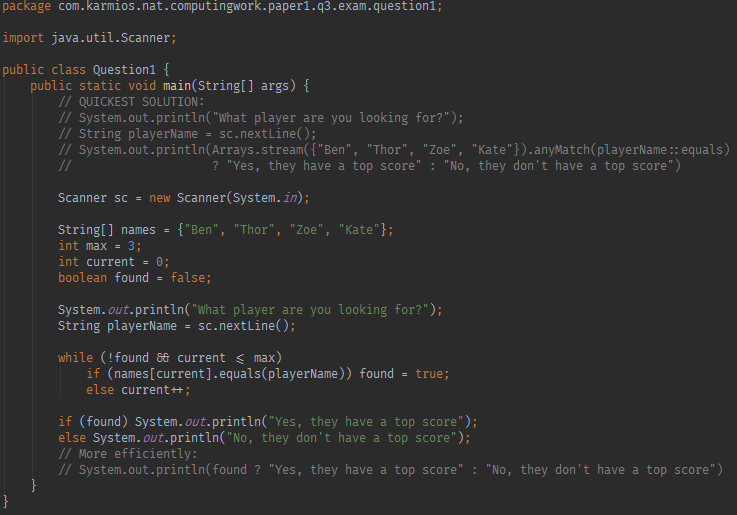 package com.karmios.nat.computingwork.paper1.q3.exam.question1;

import java.util.Scanner;

public class Question1 {
    public static void main(String[] args) {
        // QUICKEST SOLUTION:
        // System.out.println("What player are you looking for?");
        // String playerName = sc.nextLine();
        // System.out.println(Arrays.stream({"Ben", "Thor", "Zoe", "Kate"}).anyMatch(playerName::equals)
        //                    ? "Yes, they have a top score" : "No, they don't have a top score")

        Scanner sc = new Scanner(System.in);

        String[] names = {"Ben", "Thor", "Zoe", "Kate"};
        int max = 3;
        int current = 0;
        boolean found = false;

        System.out.println("What player are you looking for?");
        String playerName = sc.nextLine();

        while (!found && current <= max)
            if (names[current].equals(playerName)) found = true;
            else current++;

        if (found) System.out.println("Yes, they have a top score");
        else System.out.println("No, they don't have a top score");
        // More efficiently:
        // System.out.println(found ? "Yes, they have a top score" : "No, they don't have a top score")
    }
}